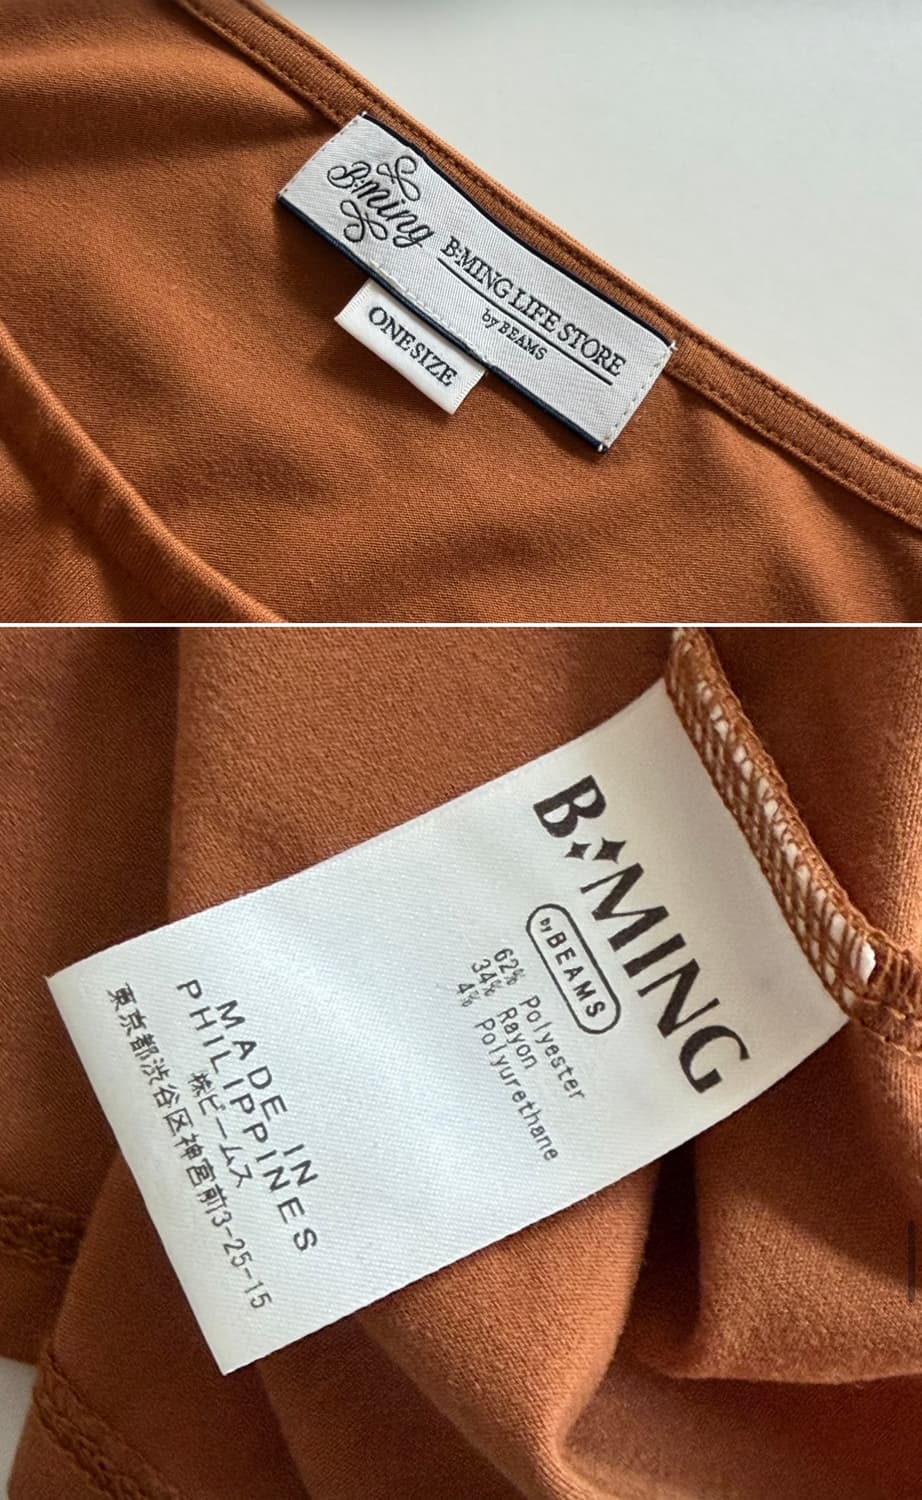 B:ming
B:MING LIFE STORE
by BEAMS
ONE SIZE
B:MING
by BEAMS
62% Polyester
34% Rayon
4% Polyurethane
MADE IN
PHILIPPINES
㈱ビームス
東京都渋谷区神宮前3-25-15